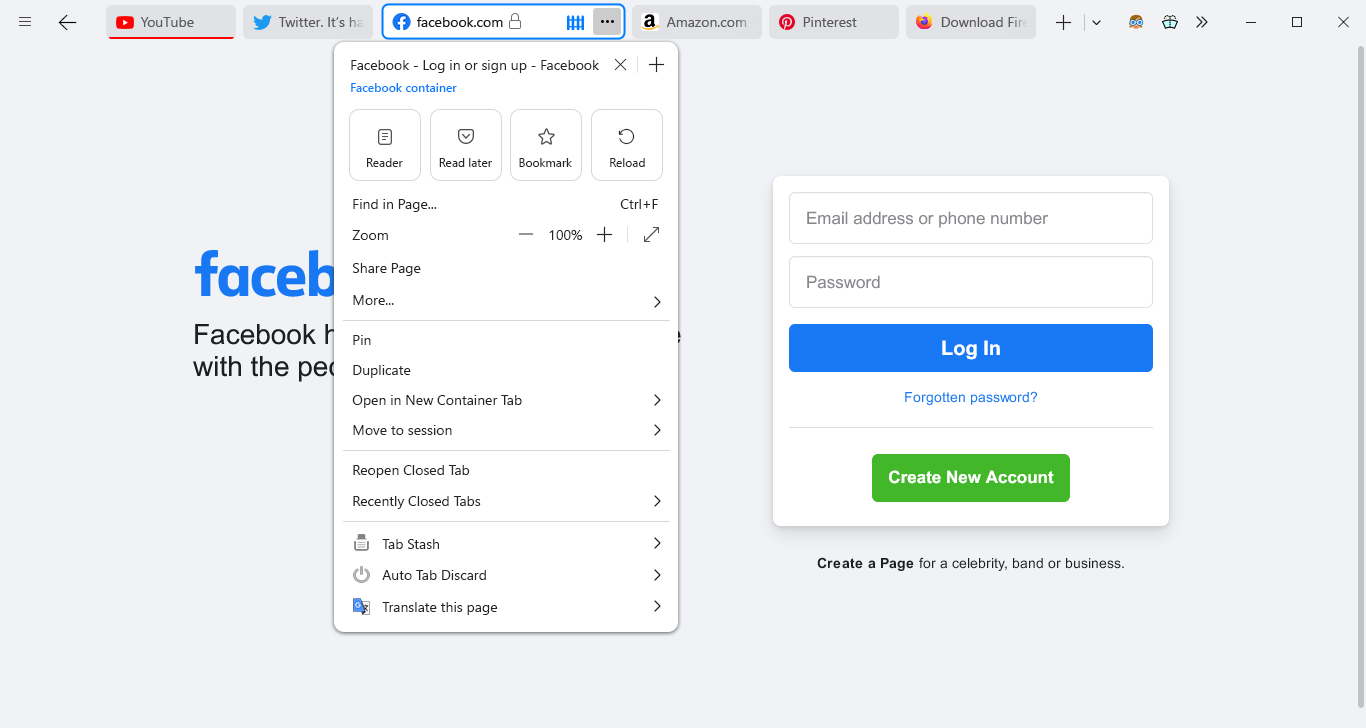 YouTube
Twitter. It's ha
facebook.com
Amazon.com
Pinterest
Download Fire
Facebook - Log in or sign up - Facebook
Facebook container
Reader
Read later
Bookmark
Reload
Find in Page...
Ctrl+F
Zoom
100%
Share Page
More...
Pin
Duplicate
Open in New Container Tab
Move to session
Reopen Closed Tab
Recently Closed Tabs
Tab Stash
Auto Tab Discard
Translate this page
faceb
Facebook h
e
with the peo
Email address or phone number
Password
Log In
Forgotten password?
Create New Account
Create a Page for a celebrity, band or business.